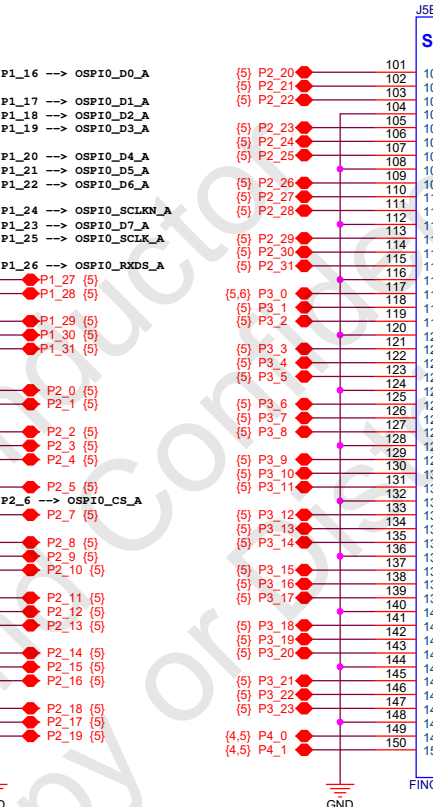 J5E
S
P1_16 --> OSPI0_D0_A
P1_17 --> OSPI0_D1_A
P1_18 --> OSPI0_D2_A
P1_19 --> OSPI0_D3_A
P1_20 --> OSPI0_D4_A
P1_21 --> OSPI0_D5_A
P1_22 --> OSPI0_D6_A
P1_24 --> OSPI0_SCLKN_A
P1_23 --> OSPI0_D7_A
P1_25 --> OSPI0_SCLK_A
P1_26 --> OSPI0_RXDS_A
P1_27 {5}
P1_28 {5}
P1_29 {5}
P1_30 {5}
P1_31 {5}
P2_0 {5}
P2_1 {5}
P2_2 {5}
P2_3 {5}
P2_4 {5}
P2_5 {5}
P2_6 --> OSPI0_CS_A
P2_7 {5}
P2_8 {5}
P2_9 {5}
P2_10 {5}
P2_11 {5}
P2_12 {5}
P2_13 {5}
P2_14 {5}
P2_15 {5}
P2_16 {5}
P2_18 {5}
P2_17 {5}
P2_19 {5}
{5} P2_20 101
{5} P2_21 102
{5} P2_22 103
104
{5} P2_23 105
{5} P2_24 106
{5} P2_25 107
108
{5} P2_26 109
{5} P2_27 110
{5} P2_28 111
112
{5} P2_29 113
{5} P2_30 114
{5} P2_31 115
116
{5,6} P3_0 117
{5} P3_1 118
{5} P3_2 119
120
{5} P3_3 121
{5} P3_4 122
{5} P3_5 123
124
{5} P3_6 125
{5} P3_7 126
{5} P3_8 127
128
{5} P3_9 129
{5} P3_10 130
{5} P3_11 131
132
{5} P3_12 133
{5} P3_13 134
{5} P3_14 135
136
{5} P3_15 137
{5} P3_16 138
{5} P3_17 139
140
{5} P3_18 141
{5} P3_19 142
{5} P3_20 143
144
{5} P3_21 145
{5} P3_22 146
{5} P3_23 147
148
{4,5} P4_0 149
{4,5} P4_1 150
GND
FING